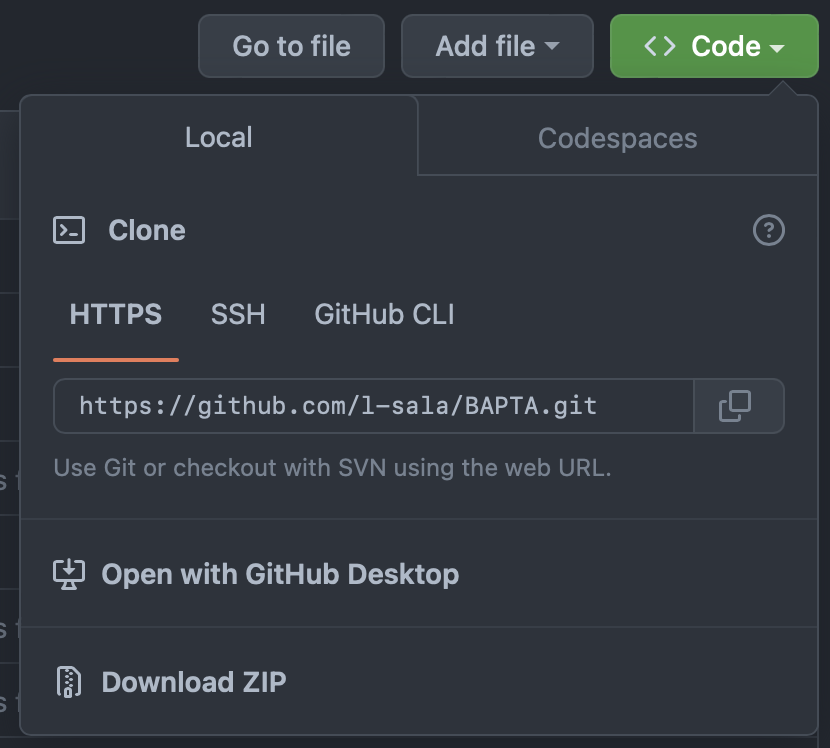 Go to file
Add file
<> Code
Local
Codespaces
Clone
HTTPS
SSH
GitHub CLI
https://github.com/l-sala/BAPTA.git
Use Git or checkout with SVN using the web URL.
Open with GitHub Desktop
Download ZIP